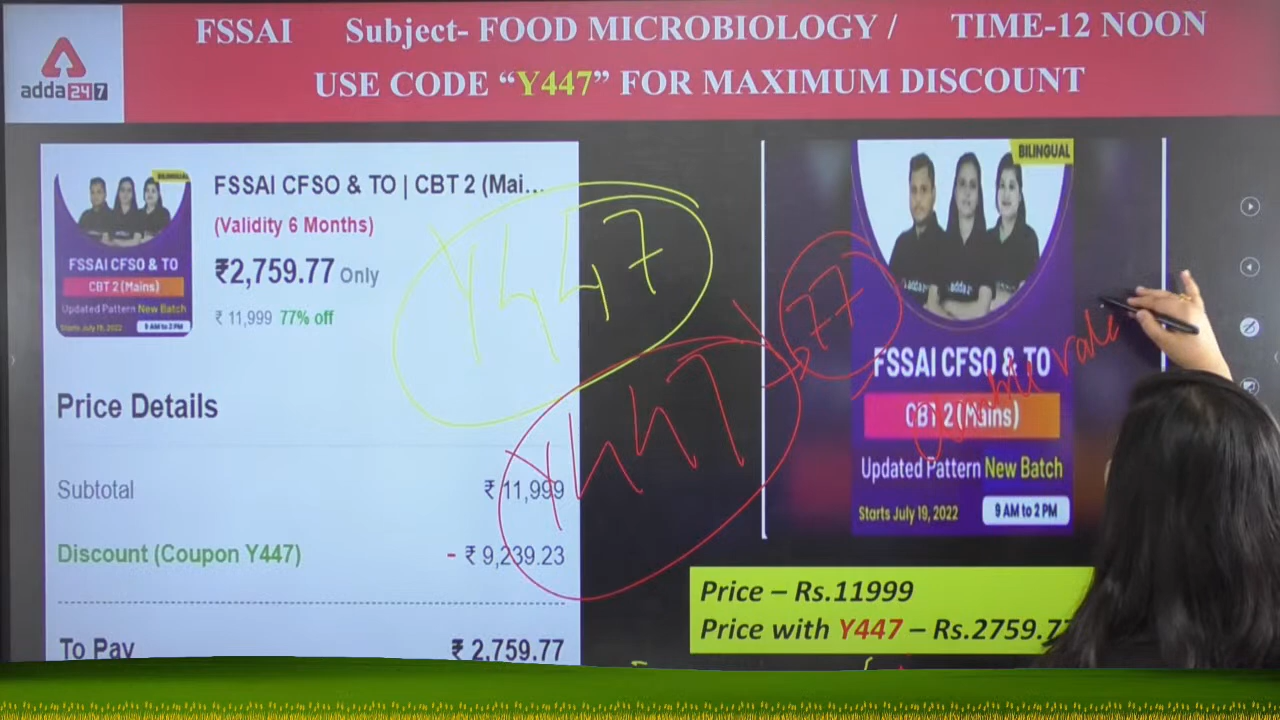 FSSAI Subject- FOOD MICROBIOLOGY / TIME-12 NOON
USE CODE “Y447” FOR MAXIMUM DISCOUNT
adda247
BILINGUAL
FSSAI CFSO & TO
CBT 2 (Mains)
Updated Pattern New Batch
Starts July 19, 2022 9 AM to 2 PM
FSSAI CFSO & TO | CBT 2 (Mai...
(Validity 6 Months)
₹2,759.77 Only
₹ 11,999 77% off
Price Details
Subtotal ₹ 11,999
Discount (Coupon Y447) - ₹ 9,239.23
To Pay ₹ 2,759.77
Y447
Y447
77
BILINGUAL
FSSAI CFSO & TO
CBT 2 (Mains)
Updated Pattern New Batch
Starts July 19, 2022 9 AM to 2 PM
Price – Rs.11999
Price with Y447 – Rs.2759.7